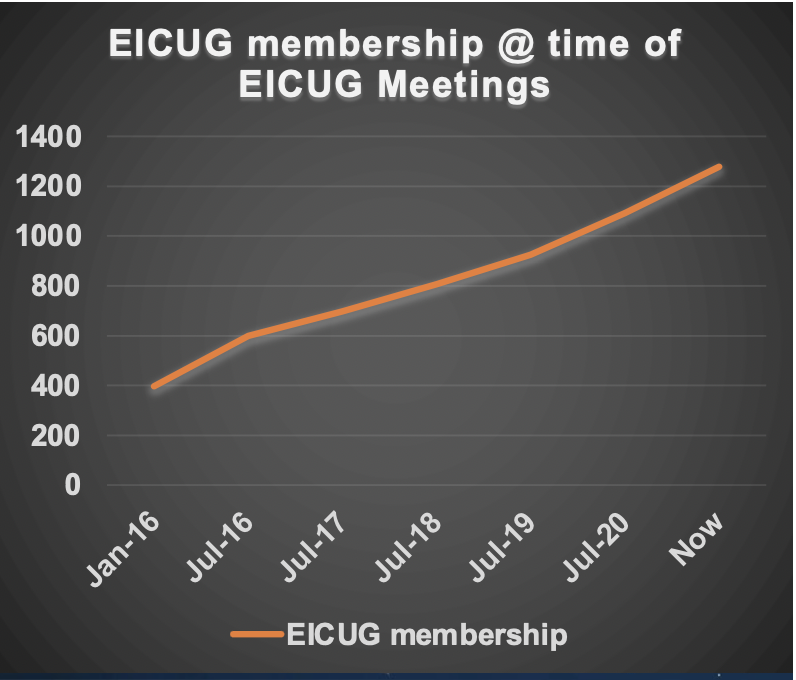 EICUG membership @ time of
EICUG Meetings
1400
1200
1000
800
600
400
200
0
Jan-16
Jul-16
Jul-17
Jul-18
Jul-19
Jul-20
Now
EICUG membership